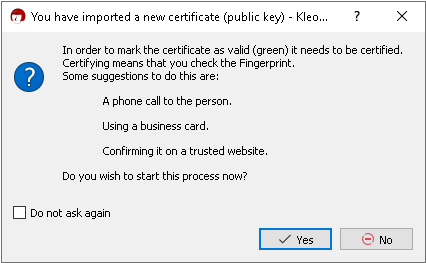 You have imported a new certificate (public key) - Kleo...
In order to mark the certificate as valid (green) it needs to be certified.
Certifying means that you check the Fingerprint.
Some suggestions to do this are:
A phone call to the person.
Using a business card.
Confirming it on a trusted website.
Do you wish to start this process now?
Do not ask again
Yes
No